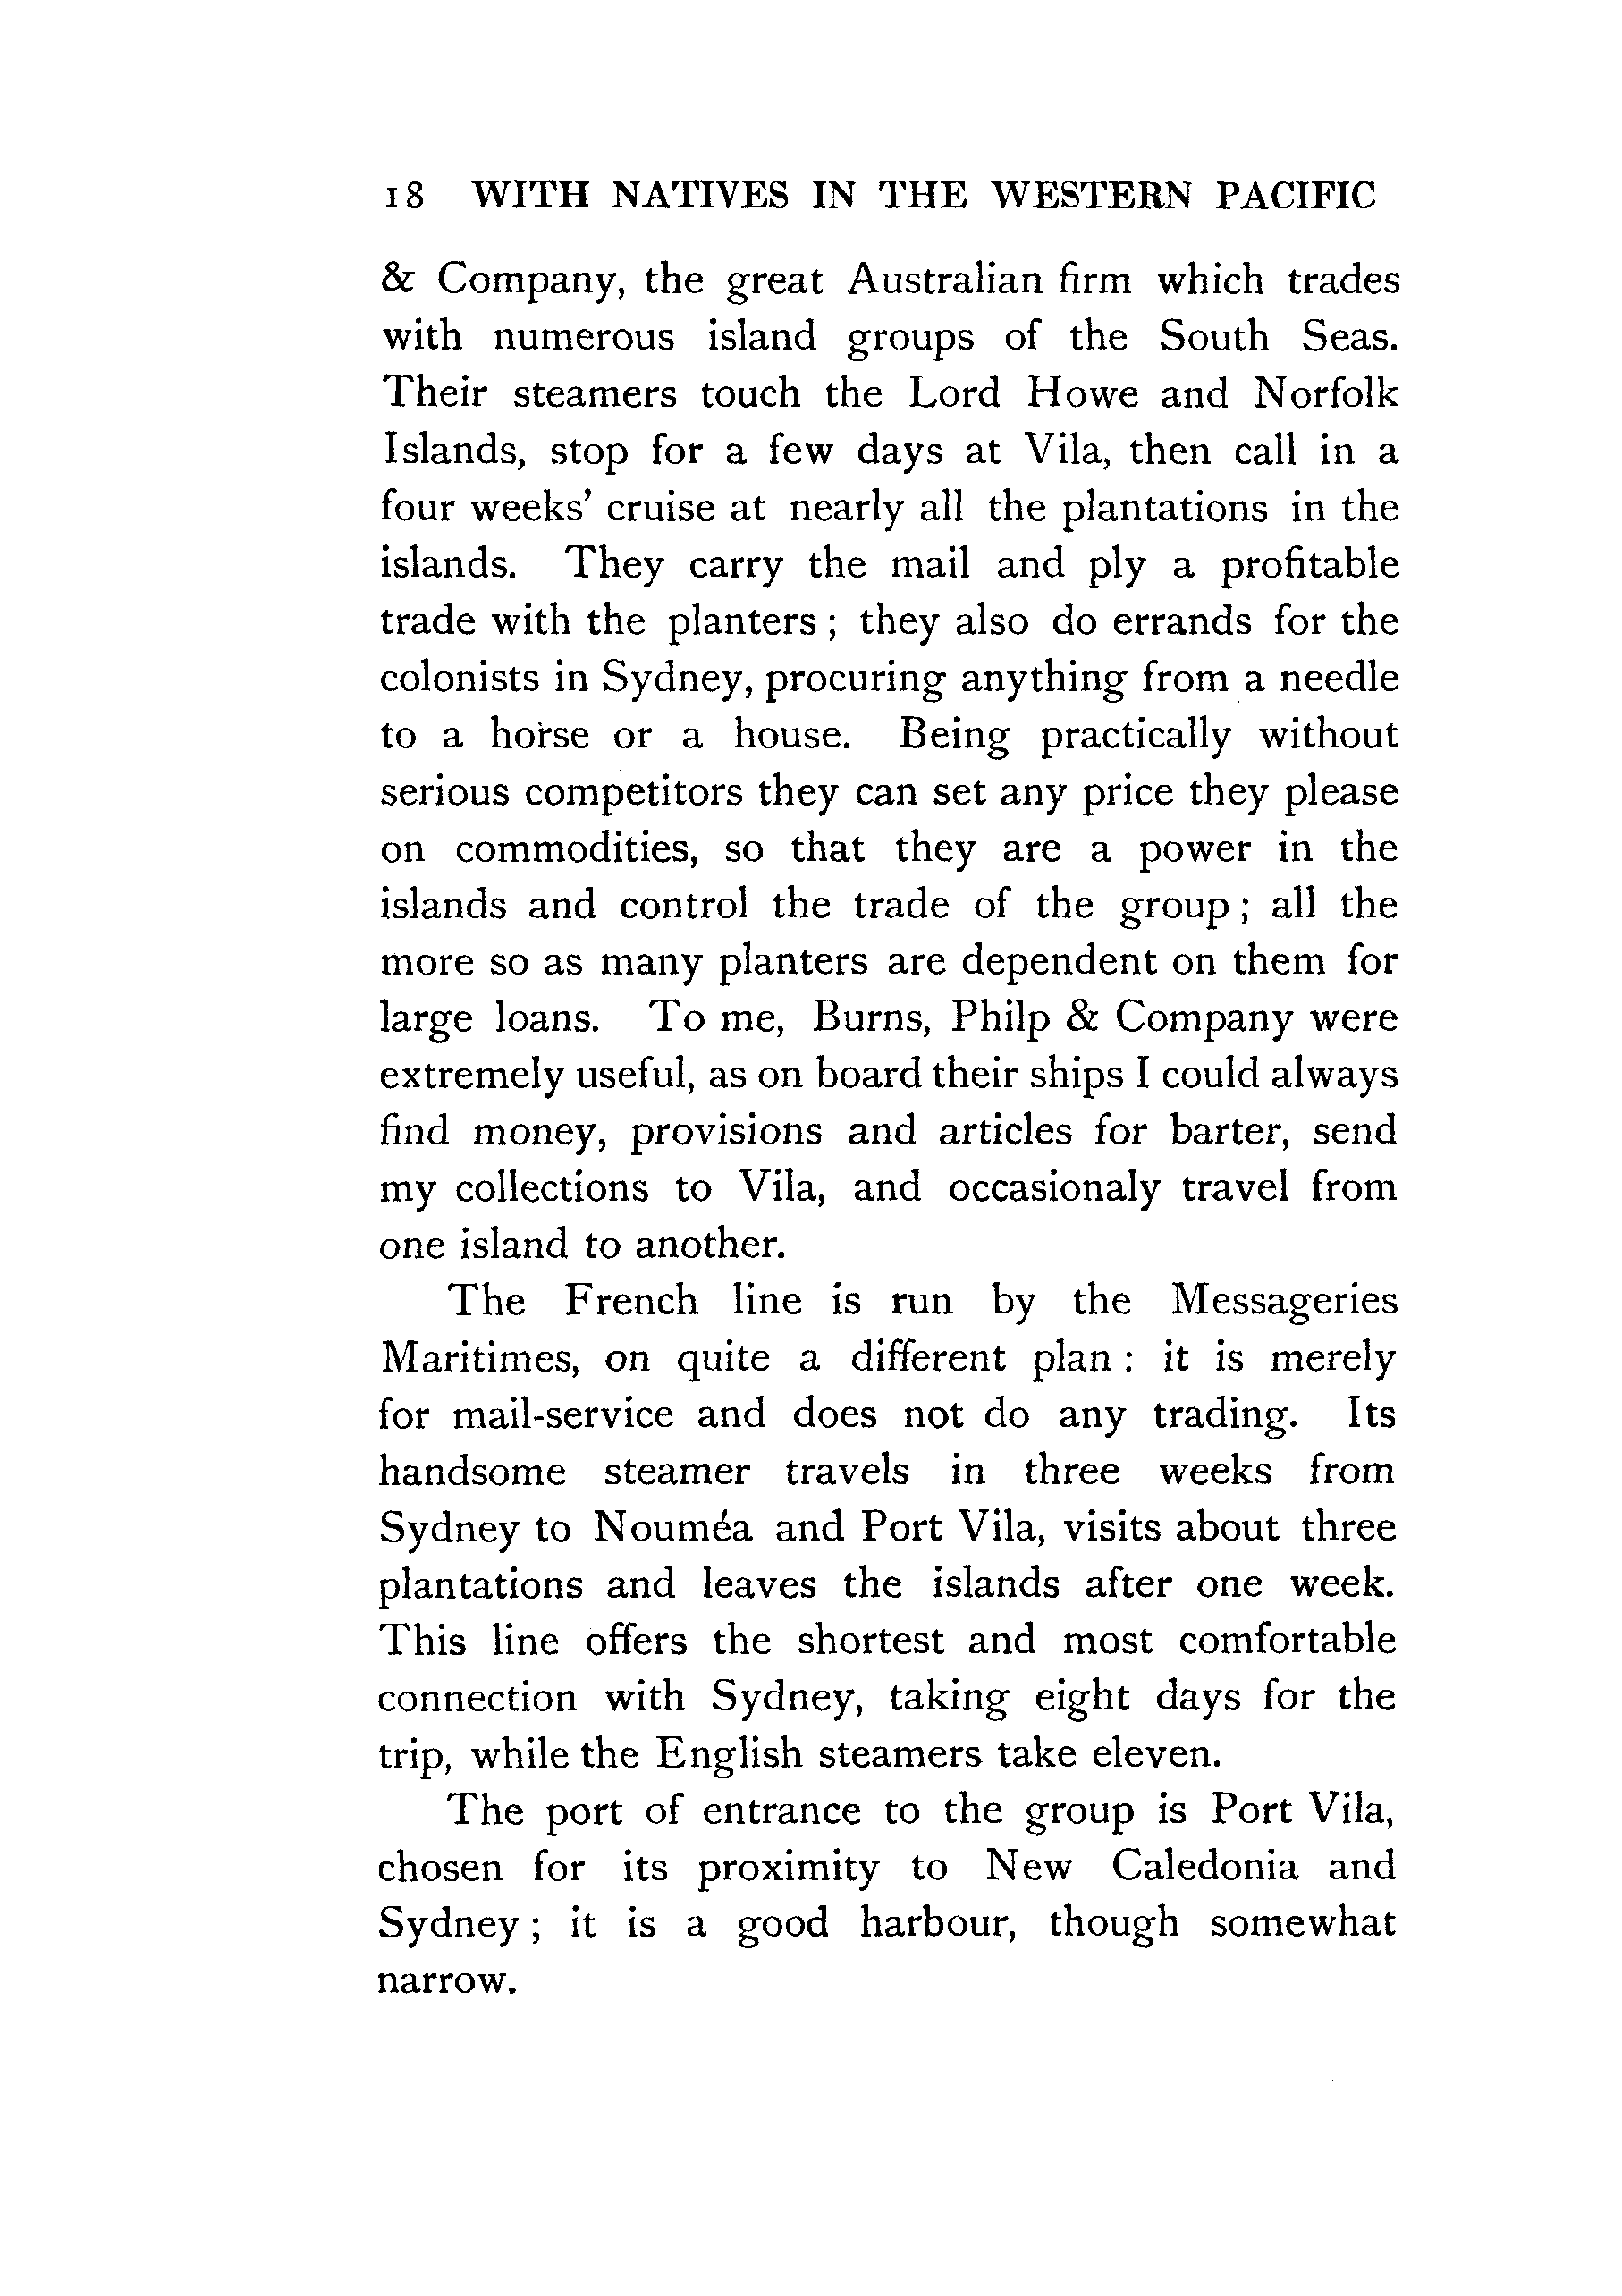 18 WITH NATIVES IN THE WESTERN PACIFIC
& Company, the great Australian firm which trades
with numerous island groups of the South Seas.
Their steamers touch the Lord Howe and Norfolk
Islands, stop for a few days at Vila, then call in a
four weeks' cruise at nearly all the plantations in the
islands. They carry the mail and ply a profitable
trade with the planters ; they also do errands for the
colonists in Sydney, procuring anything from a needle
to a horse or a house. Being practically without
serious competitors they can set any price they please
on commodities, so that they are a power in the
islands and control the trade of the group ; all the
more so as many planters are dependent on them for
large loans. To me, Burns, Philp & Company were
extremely useful, as on board their ships I could always
find money, provisions and articles for barter, send
my collections to Vila, and occasionaly travel from
one island to another.
The French line is run by the Messageries
Maritimes, on quite a different plan : it is merely
for mail-service and does not do any trading. Its
handsome steamer travels in three weeks from
Sydney to Nouméa and Port Vila, visits about three
plantations and leaves the islands after one week.
This line offers the shortest and most comfortable
connection with Sydney, taking eight days for the
trip, while the English steamers take eleven.
The port of entrance to the group is Port Vila,
chosen for its proximity to New Caledonia and
Sydney ; it is a good harbour, though somewhat
narrow.